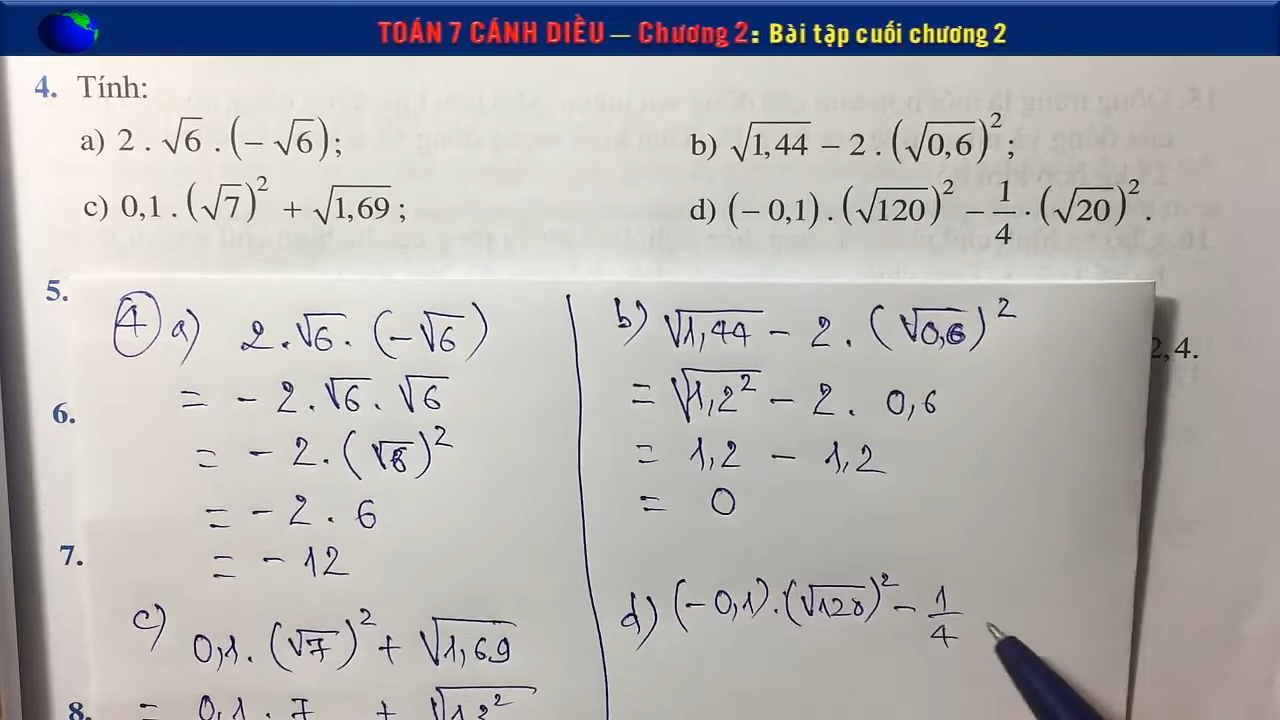 TOÁN 7 CÁNH DIỀU – Chương 2: Bài tập cuối chương 2
4. Tính:
a) 2 . √6 . (− √6);
b) √1,44 − 2 . (√0,6)²;
c) 0,1 . (√7)² + √1,69;
d) (− 0,1) . (√120)² − 1/4 · (√20)².
5.
2,4.
6.
7.
8.
4 a) 2.√6.(−√6)
= − 2.√6.√6
= − 2.(√6)²
= − 2 . 6
= − 12
c) 0,1.(√7)² + √1,69
= 0,1 . 7 + √1,3²
b) √1,44 − 2 . (√0,6)²
= √1,2² − 2 . 0,6
= 1,2 − 1,2
= 0
d) (−0,1).(√120)² − 1/4